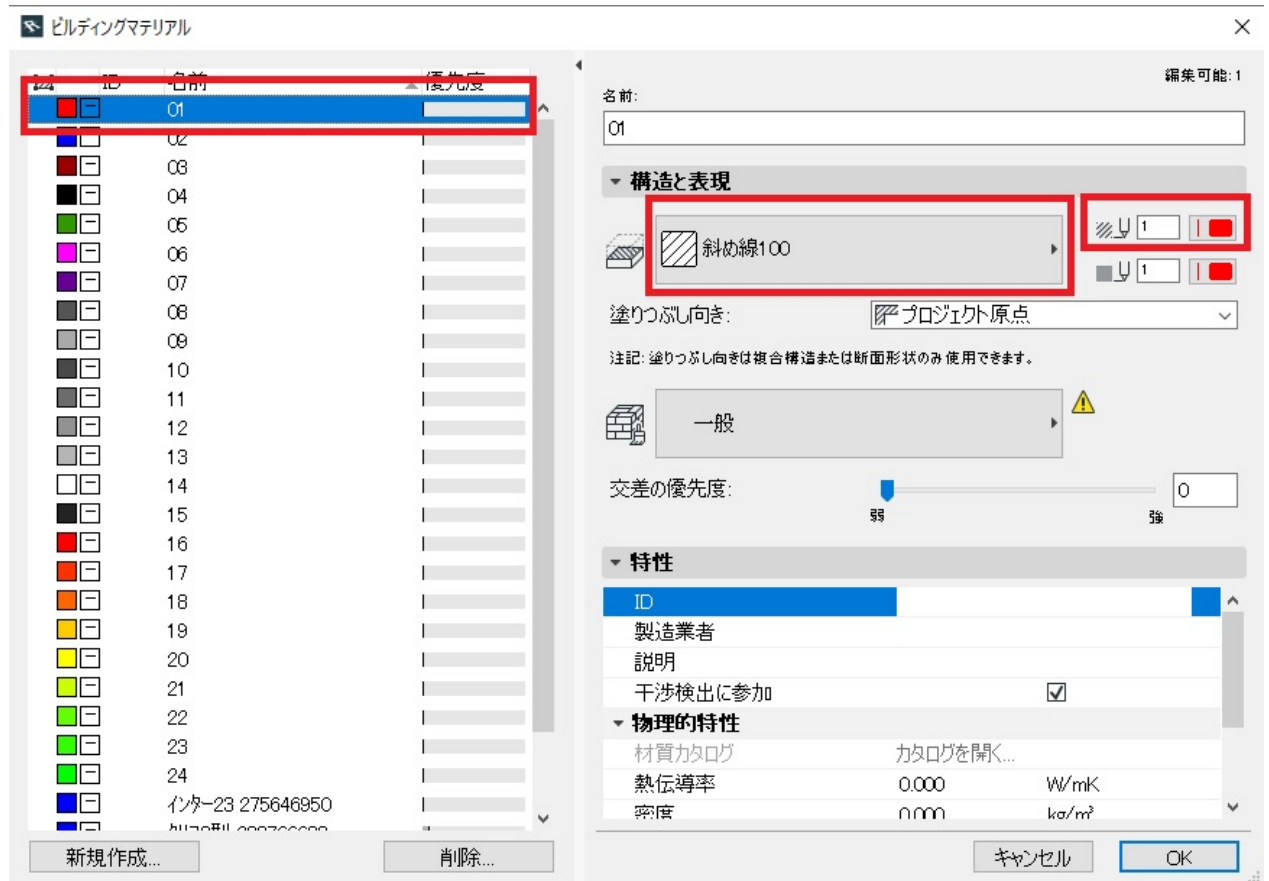 ビルディングマテリアル
ID 名前 優先度
01
02
03
04
05
06
07
08
09
10
11
12
13
14
15
16
17
18
19
20
21
22
23
24
インター23 275646950
新規作成...
削除...
編集可能: 1
名前:
01
構造と表現
斜め線100
1
1
塗りつぶし向き:
プロジェクト原点
注記: 塗りつぶし向きは複合構造または断面形状のみ使用できます。
一般
交差の優先度:
0
弱
強
特性
ID
製造業者
説明
干渉検出に参加
物理的特性
材質カタログ カタログを開く...
熱伝導率 0.000 W/mK
密度 0.000 kg/m³
キャンセル
OK